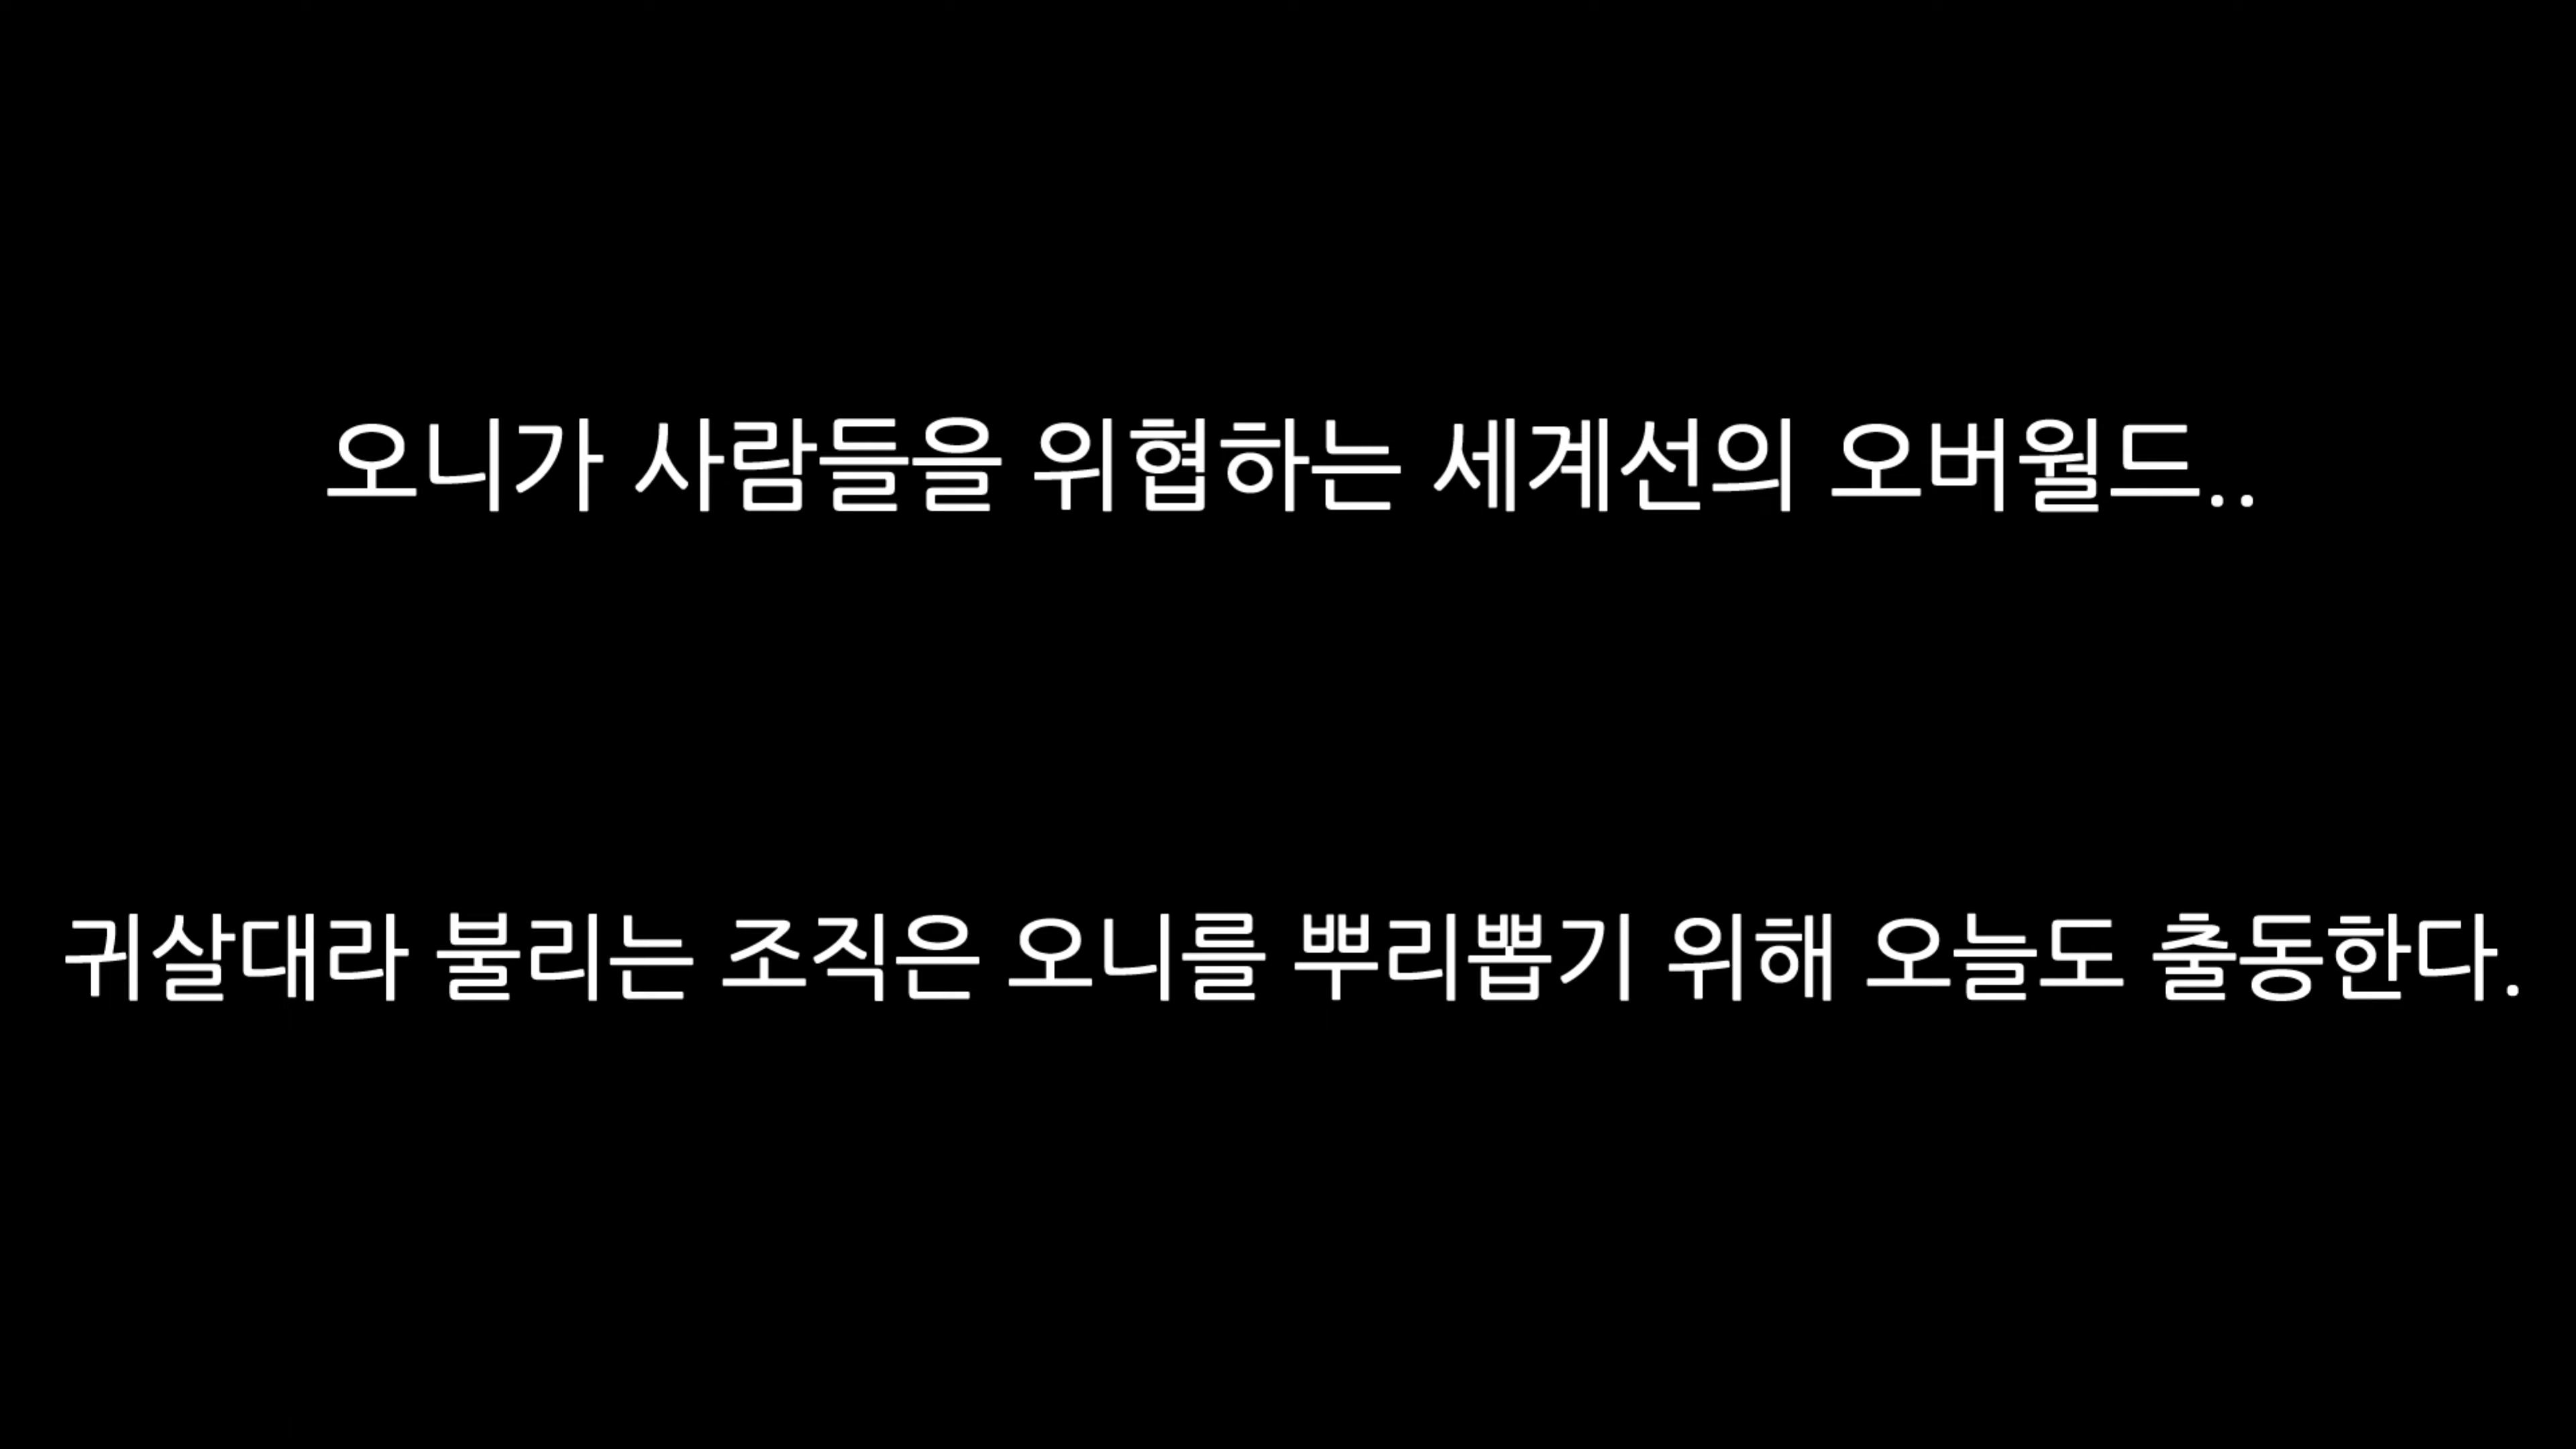 오니가 사람들을 위협하는 세계선의 오버월드..
귀살대라 불리는 조직은 오니를 뿌리뽑기 위해 오늘도 출동한다.